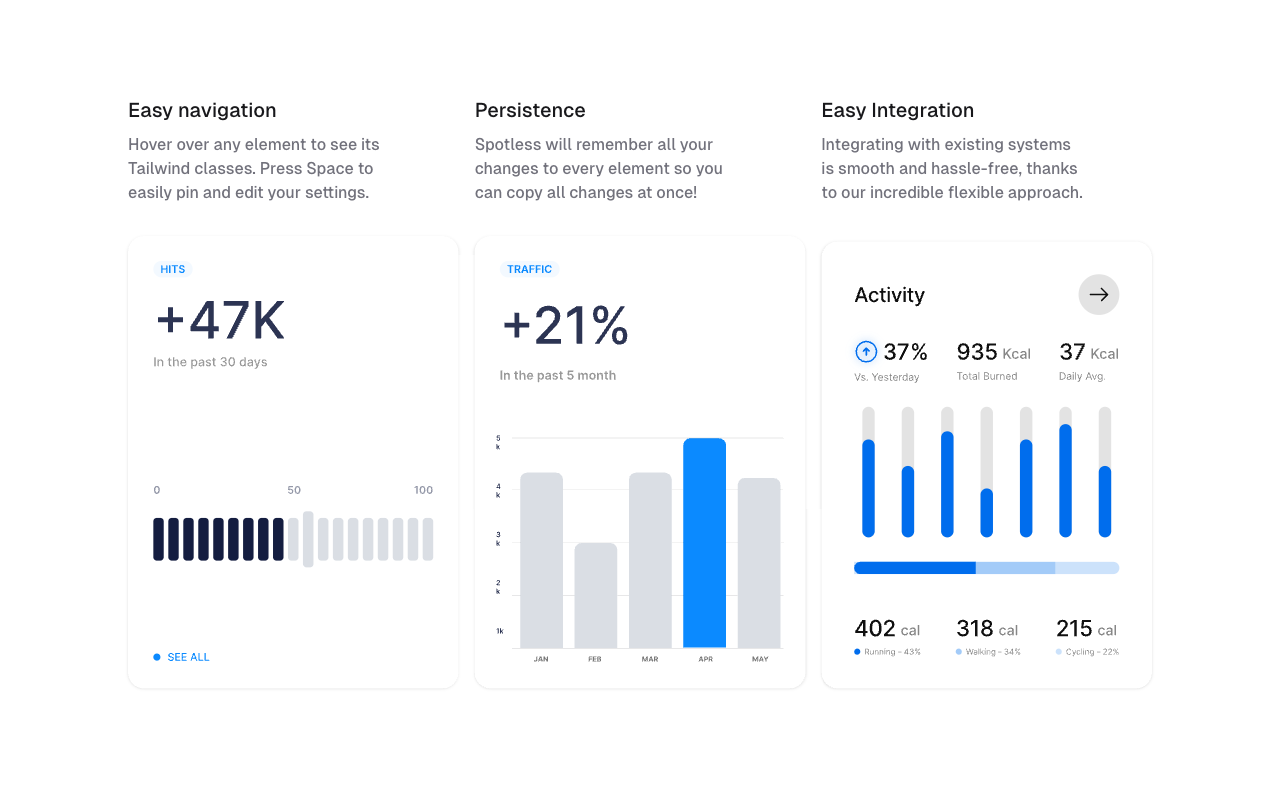 Easy navigation
Hover over any element to see its
Tailwind classes. Press Space to
easily pin and edit your settings.
Persistence
Spotless will remember all your
changes to every element so you
can copy all changes at once!
Easy Integration
Integrating with existing systems
is smooth and hassle-free, thanks
to our incredible flexible approach.
HITS
+47K
In the past 30 days
0 50 100
SEE ALL
TRAFFIC
+21%
In the past 5 month
5
k
4
k
3
k
2
k
1k
JAN FEB MAR APR MAY
Activity
37% 935 Kcal 37 Kcal
Vs. Yesterday Total Burned Daily Avg.
402 cal 318 cal 215 cal
Running - 43% Walking - 34% Cycling - 22%